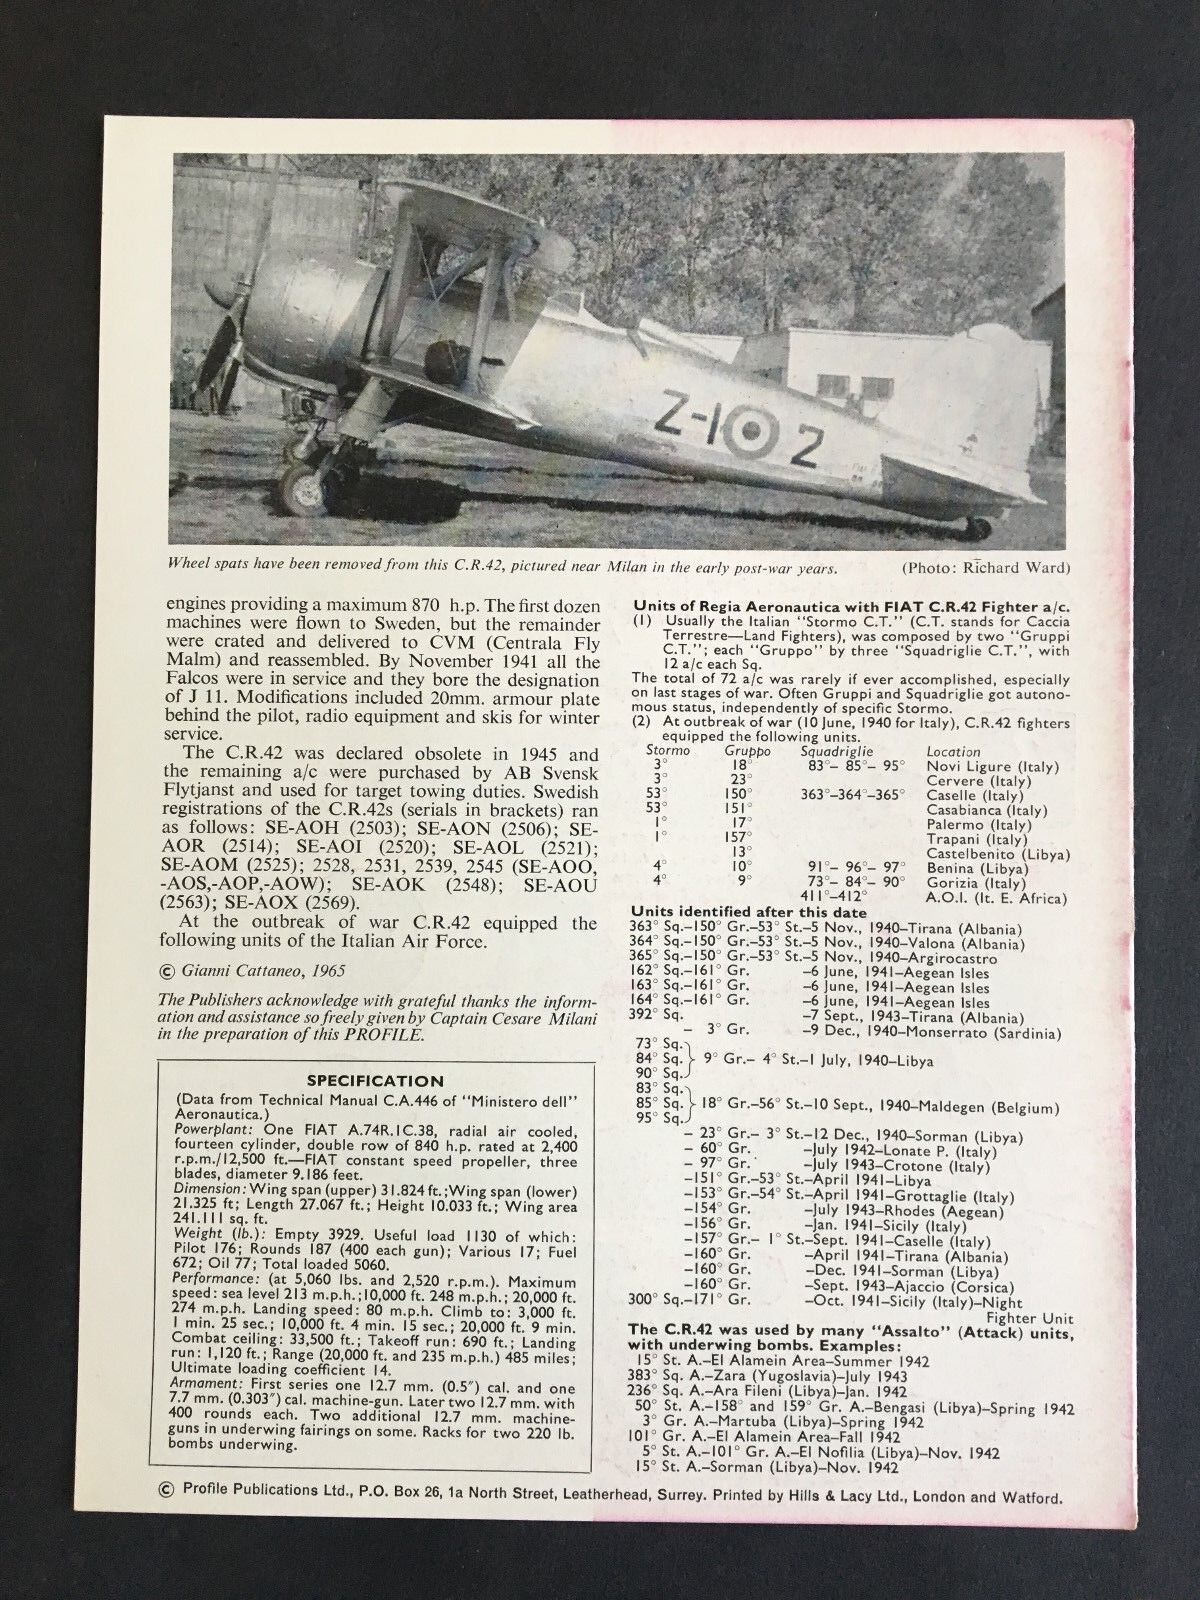 Z-1 2
Wheel spats have been removed from this C.R.42, pictured near Milan in the early post-war years. (Photo: Richard Ward)
engines providing a maximum 870 h.p. The first dozen
machines were flown to Sweden, but the remainder
were crated and delivered to CVM (Centrala Fly
Malm) and reassembled. By November 1941 all the
Falcos were in service and they bore the designation
of J 11. Modifications included 20mm. armour plate
behind the pilot, radio equipment and skis for winter
service.
The C.R.42 was declared obsolete in 1945 and
the remaining a/c were purchased by AB Svensk
Flytjanst and used for target towing duties. Swedish
registrations of the C.R.42s (serials in brackets) ran
as follows: SE-AOH (2503); SE-AON (2506); SE-
AOR (2514); SE-AOI (2520); SE-AOL (2521);
SE-AOM (2525); 2528, 2531, 2539, 2545 (SE-AOO,
-AOS,-AOP,-AOW); SE-AOK (2548); SE-AOU
(2563); SE-AOX (2569).
At the outbreak of war C.R.42 equipped the
following units of the Italian Air Force.
© Gianni Cattaneo, 1965
The Publishers acknowledge with grateful thanks the inform-
ation and assistance so freely given by Captain Cesare Milani
in the preparation of this PROFILE.
SPECIFICATION
(Data from Technical Manual C.A.446 of "Ministero dell"
Aeronautica.)
Powerplant: One FIAT A.74R.1C.38, radial air cooled,
fourteen cylinder, double row of 840 h.p. rated at 2,400
r.p.m./12,500 ft.—FIAT constant speed propeller, three
blades, diameter 9.186 feet.
Dimension: Wing span (upper) 31.824 ft.; Wing span (lower)
21.325 ft; Length 27.067 ft.; Height 10.033 ft.; Wing area
241.111 sq. ft.
Weight (lb.): Empty 3929. Useful load 1130 of which:
Pilot 176; Rounds 187 (400 each gun); Various 17; Fuel
672; Oil 77; Total loaded 5060.
Performance: (at 5,060 lbs. and 2,520 r.p.m.). Maximum
speed: sea level 213 m.p.h.; 10,000 ft. 248 m.p.h.; 20,000 ft.
274 m.p.h. Landing speed: 80 m.p.h. Climb to: 3,000 ft.
1 min. 25 sec.; 10,000 ft. 4 min. 15 sec.; 20,000 ft. 9 min.
Combat ceiling: 33,500 ft.; Takeoff run: 690 ft.; Landing
run: 1,120 ft.; Range (20,000 ft. and 235 m.p.h.) 485 miles;
Ultimate loading coefficient 14.
Armament: First series one 12.7 mm. (0.5″) cal. and one
7.7 mm. (0.303″) cal. machine-gun. Later two 12.7 mm. with
400 rounds each. Two additional 12.7 mm. machine-
guns in underwing fairings on some. Racks for two 220 lb.
bombs underwing.
Units of Regia Aeronautica with FIAT C.R.42 Fighter a/c.
(1) Usually the Italian "Stormo C.T." (C.T. stands for Caccia
Terrestre—Land Fighters), was composed by two "Gruppi
C.T."; each "Gruppo" by three "Squadriglie C.T.", with
12 a/c each Sq.
The total of 72 a/c was rarely if ever accomplished, especially
on last stages of war. Often Gruppi and Squadriglie got autono-
mous status, independently of specific Stormo.
(2) At outbreak of war (10 June, 1940 for Italy), C.R.42 fighters
equipped the following units.
Stormo Gruppo Squadriglie Location
3° 18° 83°– 85°– 95° Novi Ligure (Italy)
3° 23° Cervere (Italy)
53° 150° 363°–364°–365° Caselle (Italy)
53° 151° Casabianca (Italy)
1° 17° Palermo (Italy)
1° 157° Trapani (Italy)
13° Castelbenito (Libya)
4° 10° 91°– 96°– 97° Benina (Libya)
4° 9° 73°– 84°– 90° Gorizia (Italy)
411°–412° A.O.I. (It. E. Africa)
Units identified after this date
363° Sq.–150° Gr.–53° St.–5 Nov., 1940–Tirana (Albania)
364° Sq.–150° Gr.–53° St.–5 Nov., 1940–Valona (Albania)
365° Sq.–150° Gr.–53° St.–5 Nov., 1940–Argirocastro
162° Sq.–161° Gr. –6 June, 1941–Aegean Isles
163° Sq.–161° Gr. –6 June, 1941–Aegean Isles
164° Sq.–161° Gr. –6 June, 1941–Aegean Isles
392° Sq. –7 Sept., 1943–Tirana (Albania)
– 3° Gr. –9 Dec., 1940–Monserrato (Sardinia)
73° Sq.
84° Sq. } 9° Gr.– 4° St.–1 July, 1940–Libya
90° Sq.
83° Sq.
85° Sq. } 18° Gr.–56° St.–10 Sept., 1940–Maldegen (Belgium)
95° Sq.
– 23° Gr.– 3° St.–12 Dec., 1940–Sorman (Libya)
– 60° Gr. –July 1942–Lonate P. (Italy)
– 97° Gr. –July 1943–Crotone (Italy)
–151° Gr.–53° St.–April 1941–Libya
–153° Gr.–54° St.–April 1941–Grottaglie (Italy)
–154° Gr. –July 1943–Rhodes (Aegean)
–156° Gr. –Jan. 1941–Sicily (Italy)
–157° Gr.– 1° St.–Sept. 1941–Caselle (Italy)
–160° Gr. –April 1941–Tirana (Albania)
–160° Gr. –Dec. 1941–Sorman (Libya)
–160° Gr. –Sept. 1943–Ajaccio (Corsica)
300° Sq.–171° Gr. –Oct. 1941–Sicily (Italy)–Night
Fighter Unit
The C.R.42 was used by many "Assalto" (Attack) units,
with underwing bombs. Examples:
15° St. A.–El Alamein Area–Summer 1942
383° Sq. A.–Zara (Yugoslavia)–July 1943
236° Sq. A.–Ara Fileni (Libya)–Jan. 1942
50° St. A.–158° and 159° Gr. A.–Bengasi (Libya)–Spring 1942
3° Gr. A.–Martuba (Libya)–Spring 1942
101° Gr. A.–El Alamein Area–Fall 1942
5° St. A.–101° Gr. A.–El Nofilia (Libya)–Nov. 1942
15° St. A.–Sorman (Libya)–Nov. 1942
© Profile Publications Ltd., P.O. Box 26, 1a North Street, Leatherhead, Surrey. Printed by Hills & Lacy Ltd., London and Watford.